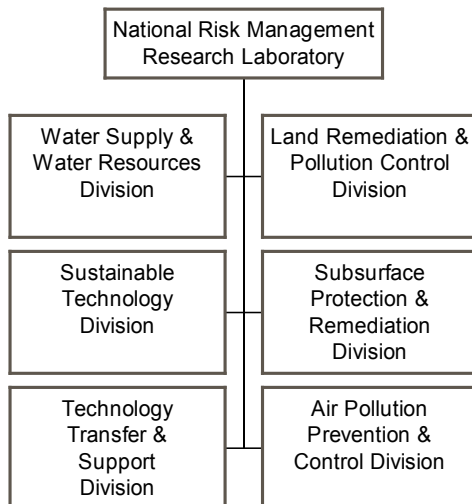 National Risk Management
Research Laboratory
Water Supply &
Water Resources
Division
Land Remediation &
Pollution Control
Division
Sustainable
Technology
Division
Subsurface
Protection &
Remediation
Division
Technology
Transfer &
Support
Division
Air Pollution
Prevention &
Control Division